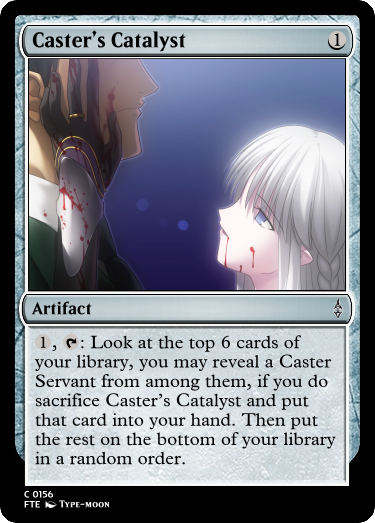 Caster's Catalyst 1
Artifact
1, : Look at the top 6 cards of
your library, you may reveal a Caster
Servant from among them, if you do
sacrifice Caster's Catalyst and put
that card into your hand. Then put
the rest on the bottom of your library
in a random order.
C 0156
FTE Type-moon